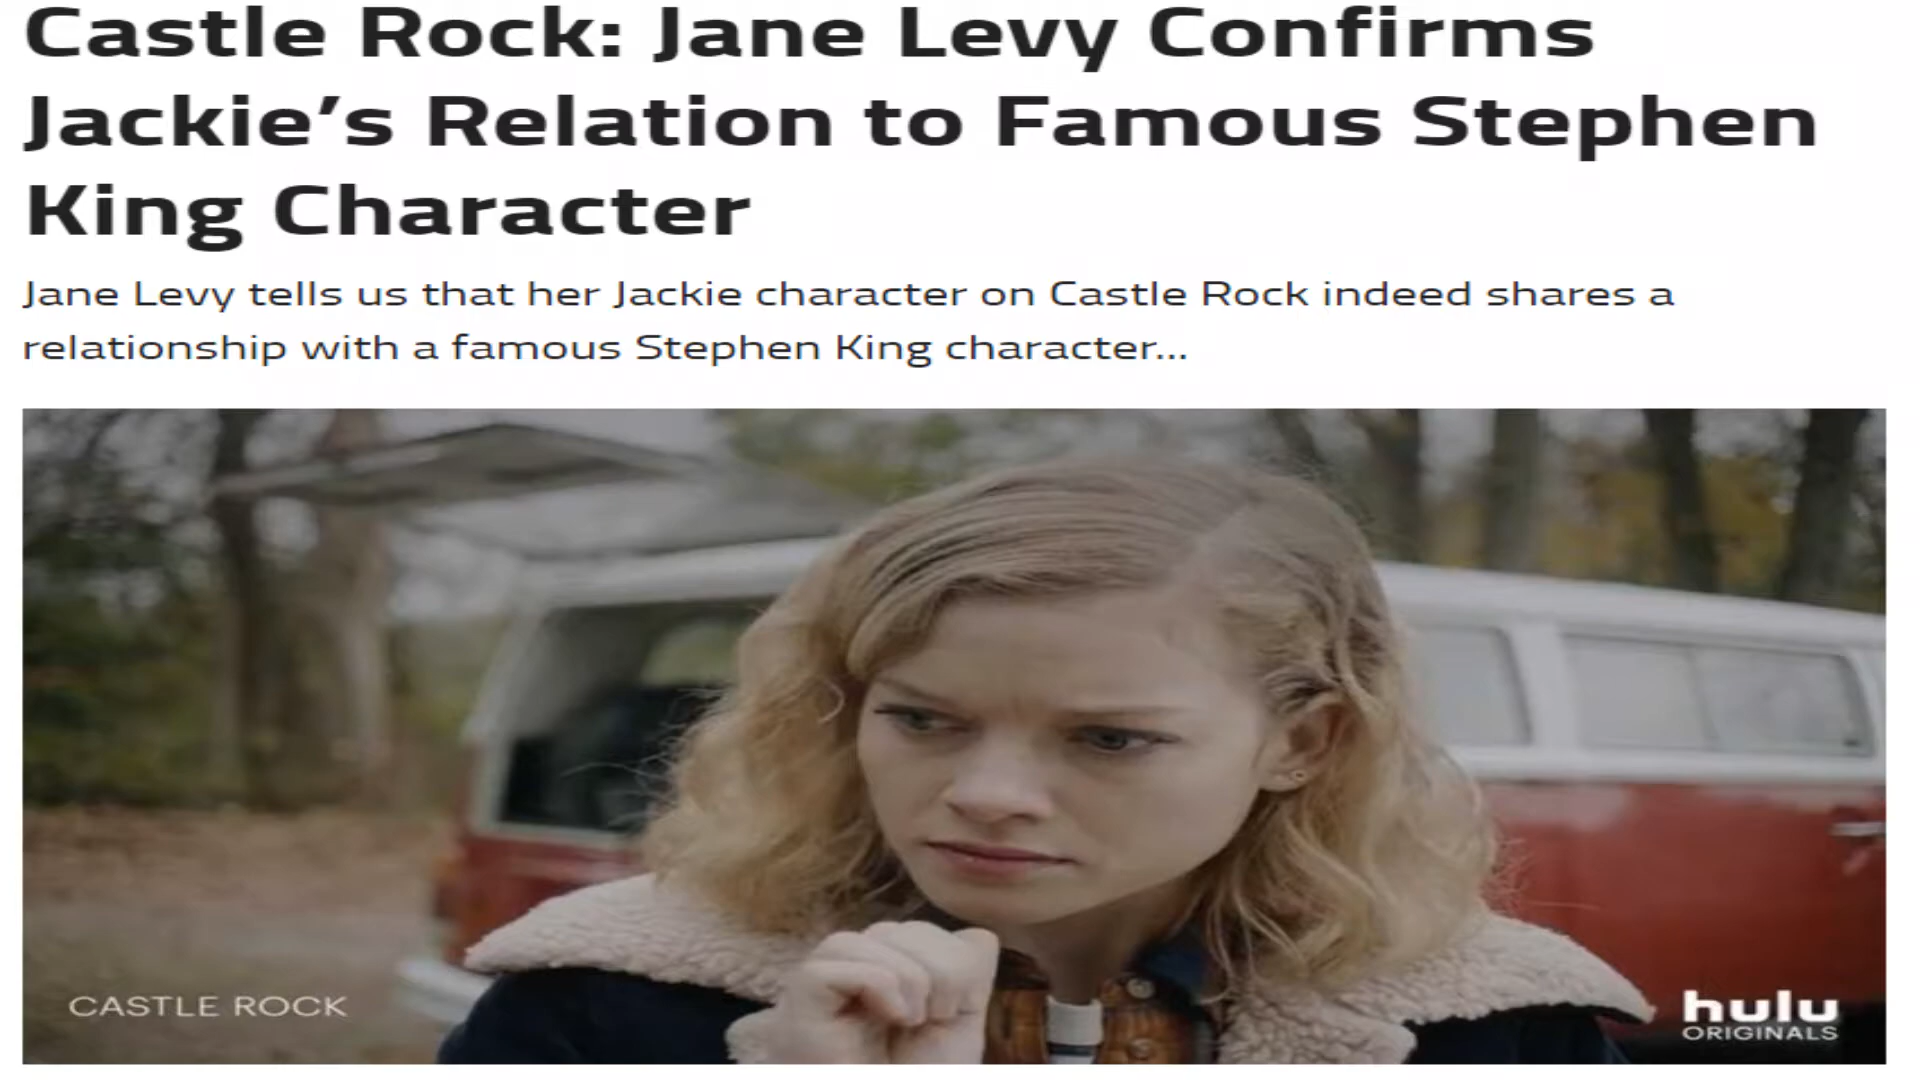 Castle Rock: Jane Levy Confirms
Jackie’s Relation to Famous Stephen
King Character
Jane Levy tells us that her Jackie character on Castle Rock indeed shares a
relationship with a famous Stephen King character...
CASTLE ROCK
hulu
ORIGINALS